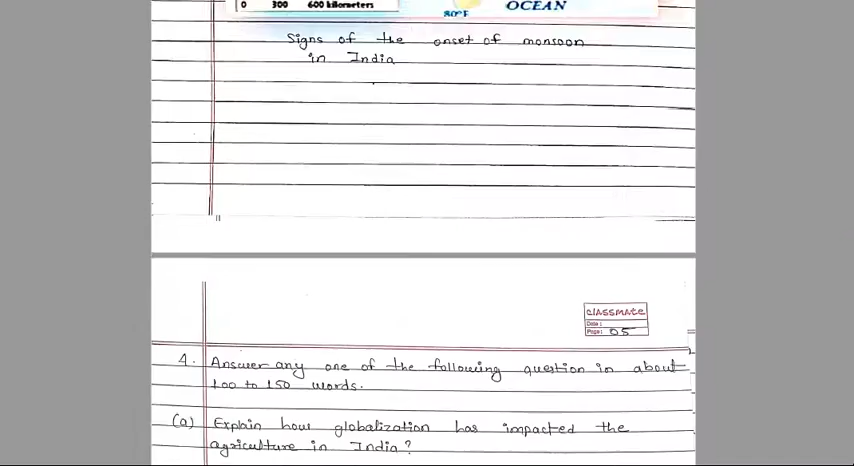 0 300 600 kilometers
80°E
OCEAN
Signs of the onset of monsoon
in India
CLASSMATE
Date :
Page: 05
4. Answer any one of the following question in about
100 to 150 words.
(a) Explain how globalization has impacted the
agriculture in India?